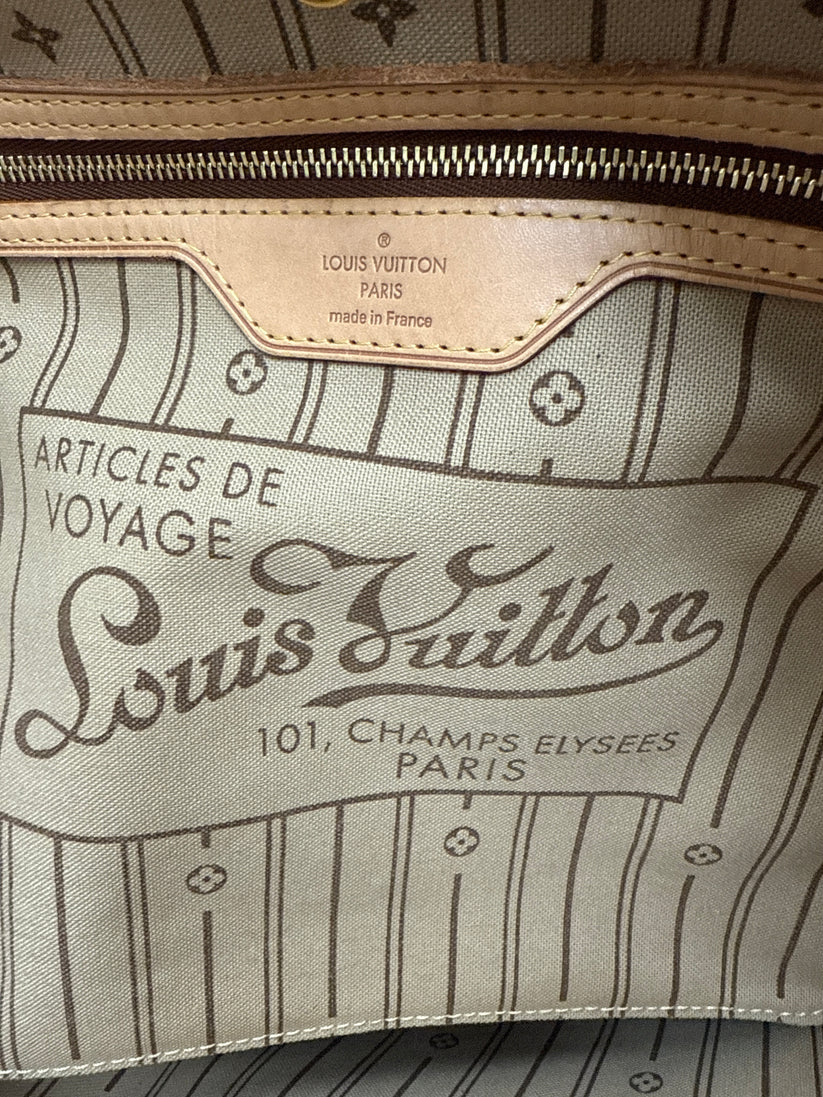 ®
LOUIS VUITTON
PARIS
made in France
ARTICLES DE
VOYAGE
Louis Vuitton
101, CHAMPS ELYSEES
PARIS